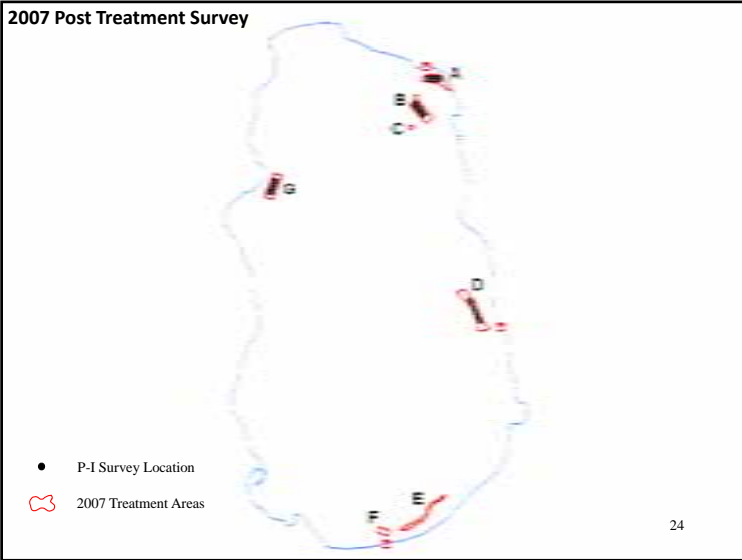 2007 Post Treatment Survey
A
B
C
G
D
E
F
P-I Survey Location
2007 Treatment Areas
24